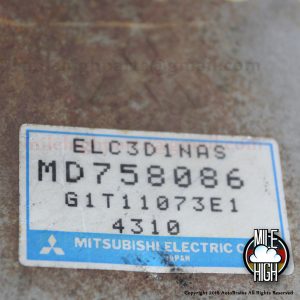 ELC3D1NAS
MD758086
G1T11073E1
4310
MITSUBISHI ELECTRIC C
JAPAN
MILE
HIGH